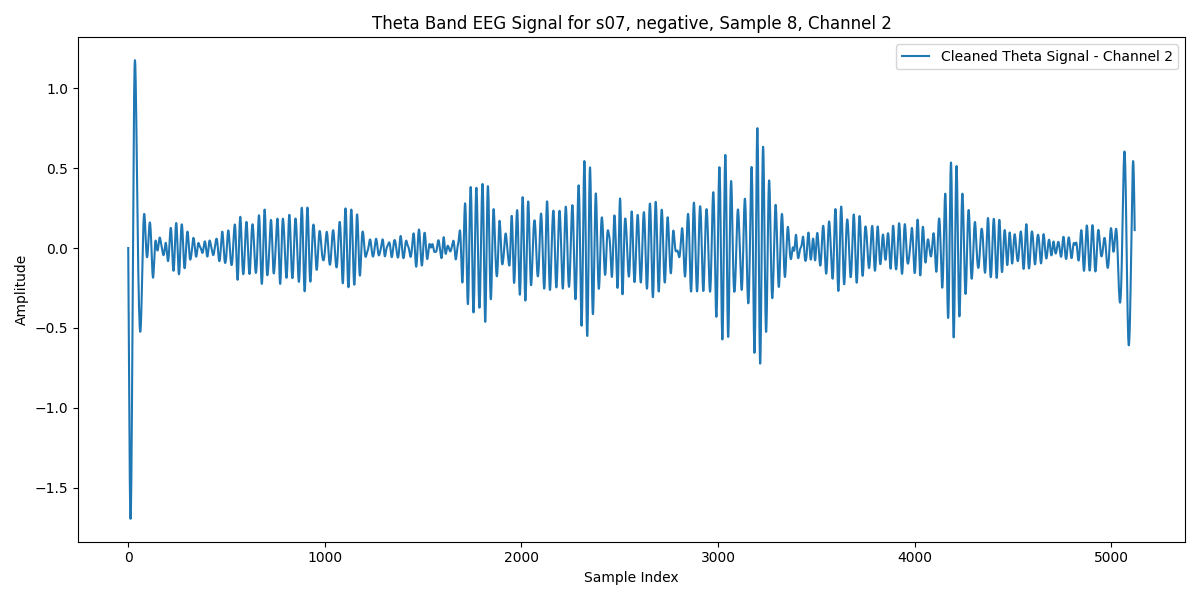 Theta Band EEG Signal for s07, negative, Sample 8, Channel 2
Cleaned Theta Signal - Channel 2
1.0
0.5
0.0
−0.5
−1.0
−1.5
Amplitude
0 1000 2000 3000 4000 5000
Sample Index